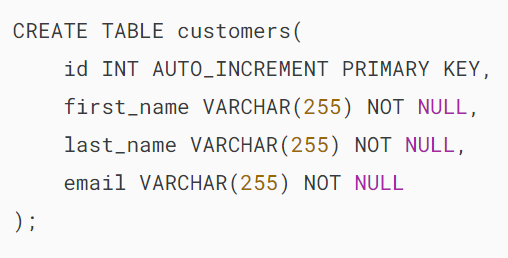 CREATE TABLE customers(
    id INT AUTO_INCREMENT PRIMARY KEY,
    first_name VARCHAR(255) NOT NULL,
    last_name VARCHAR(255) NOT NULL,
    email VARCHAR(255) NOT NULL
);